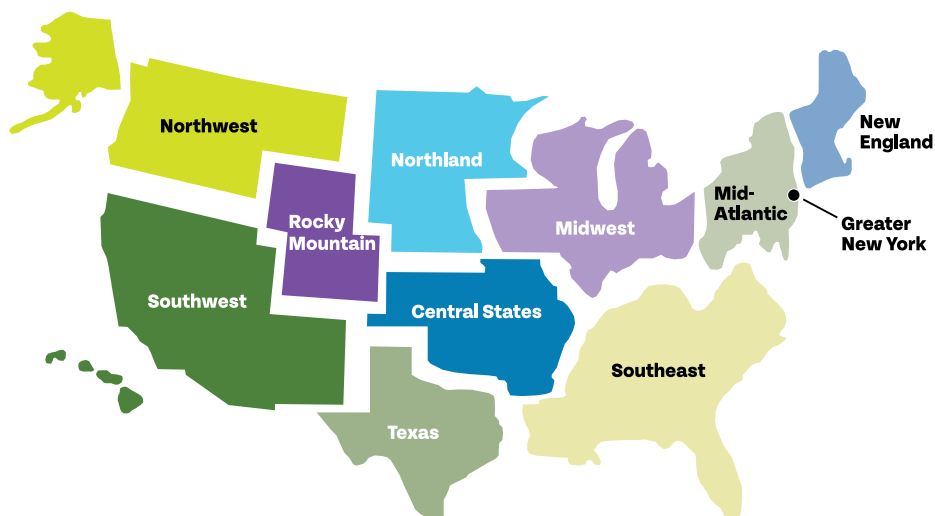 Northwest
Northland
New
England
Rocky
Mountain
Midwest
Mid-
Atlantic
Greater
New York
Southwest
Central States
Southeast
Texas